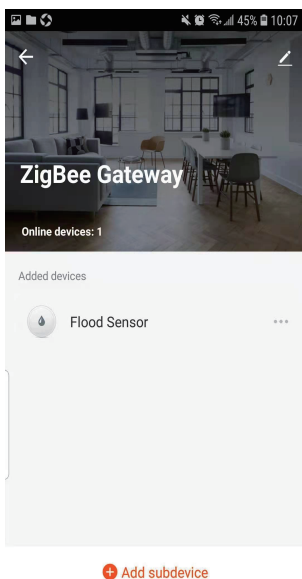 45% 10:07
ZigBee Gateway
Online devices: 1
Added devices
Flood Sensor
Add subdevice